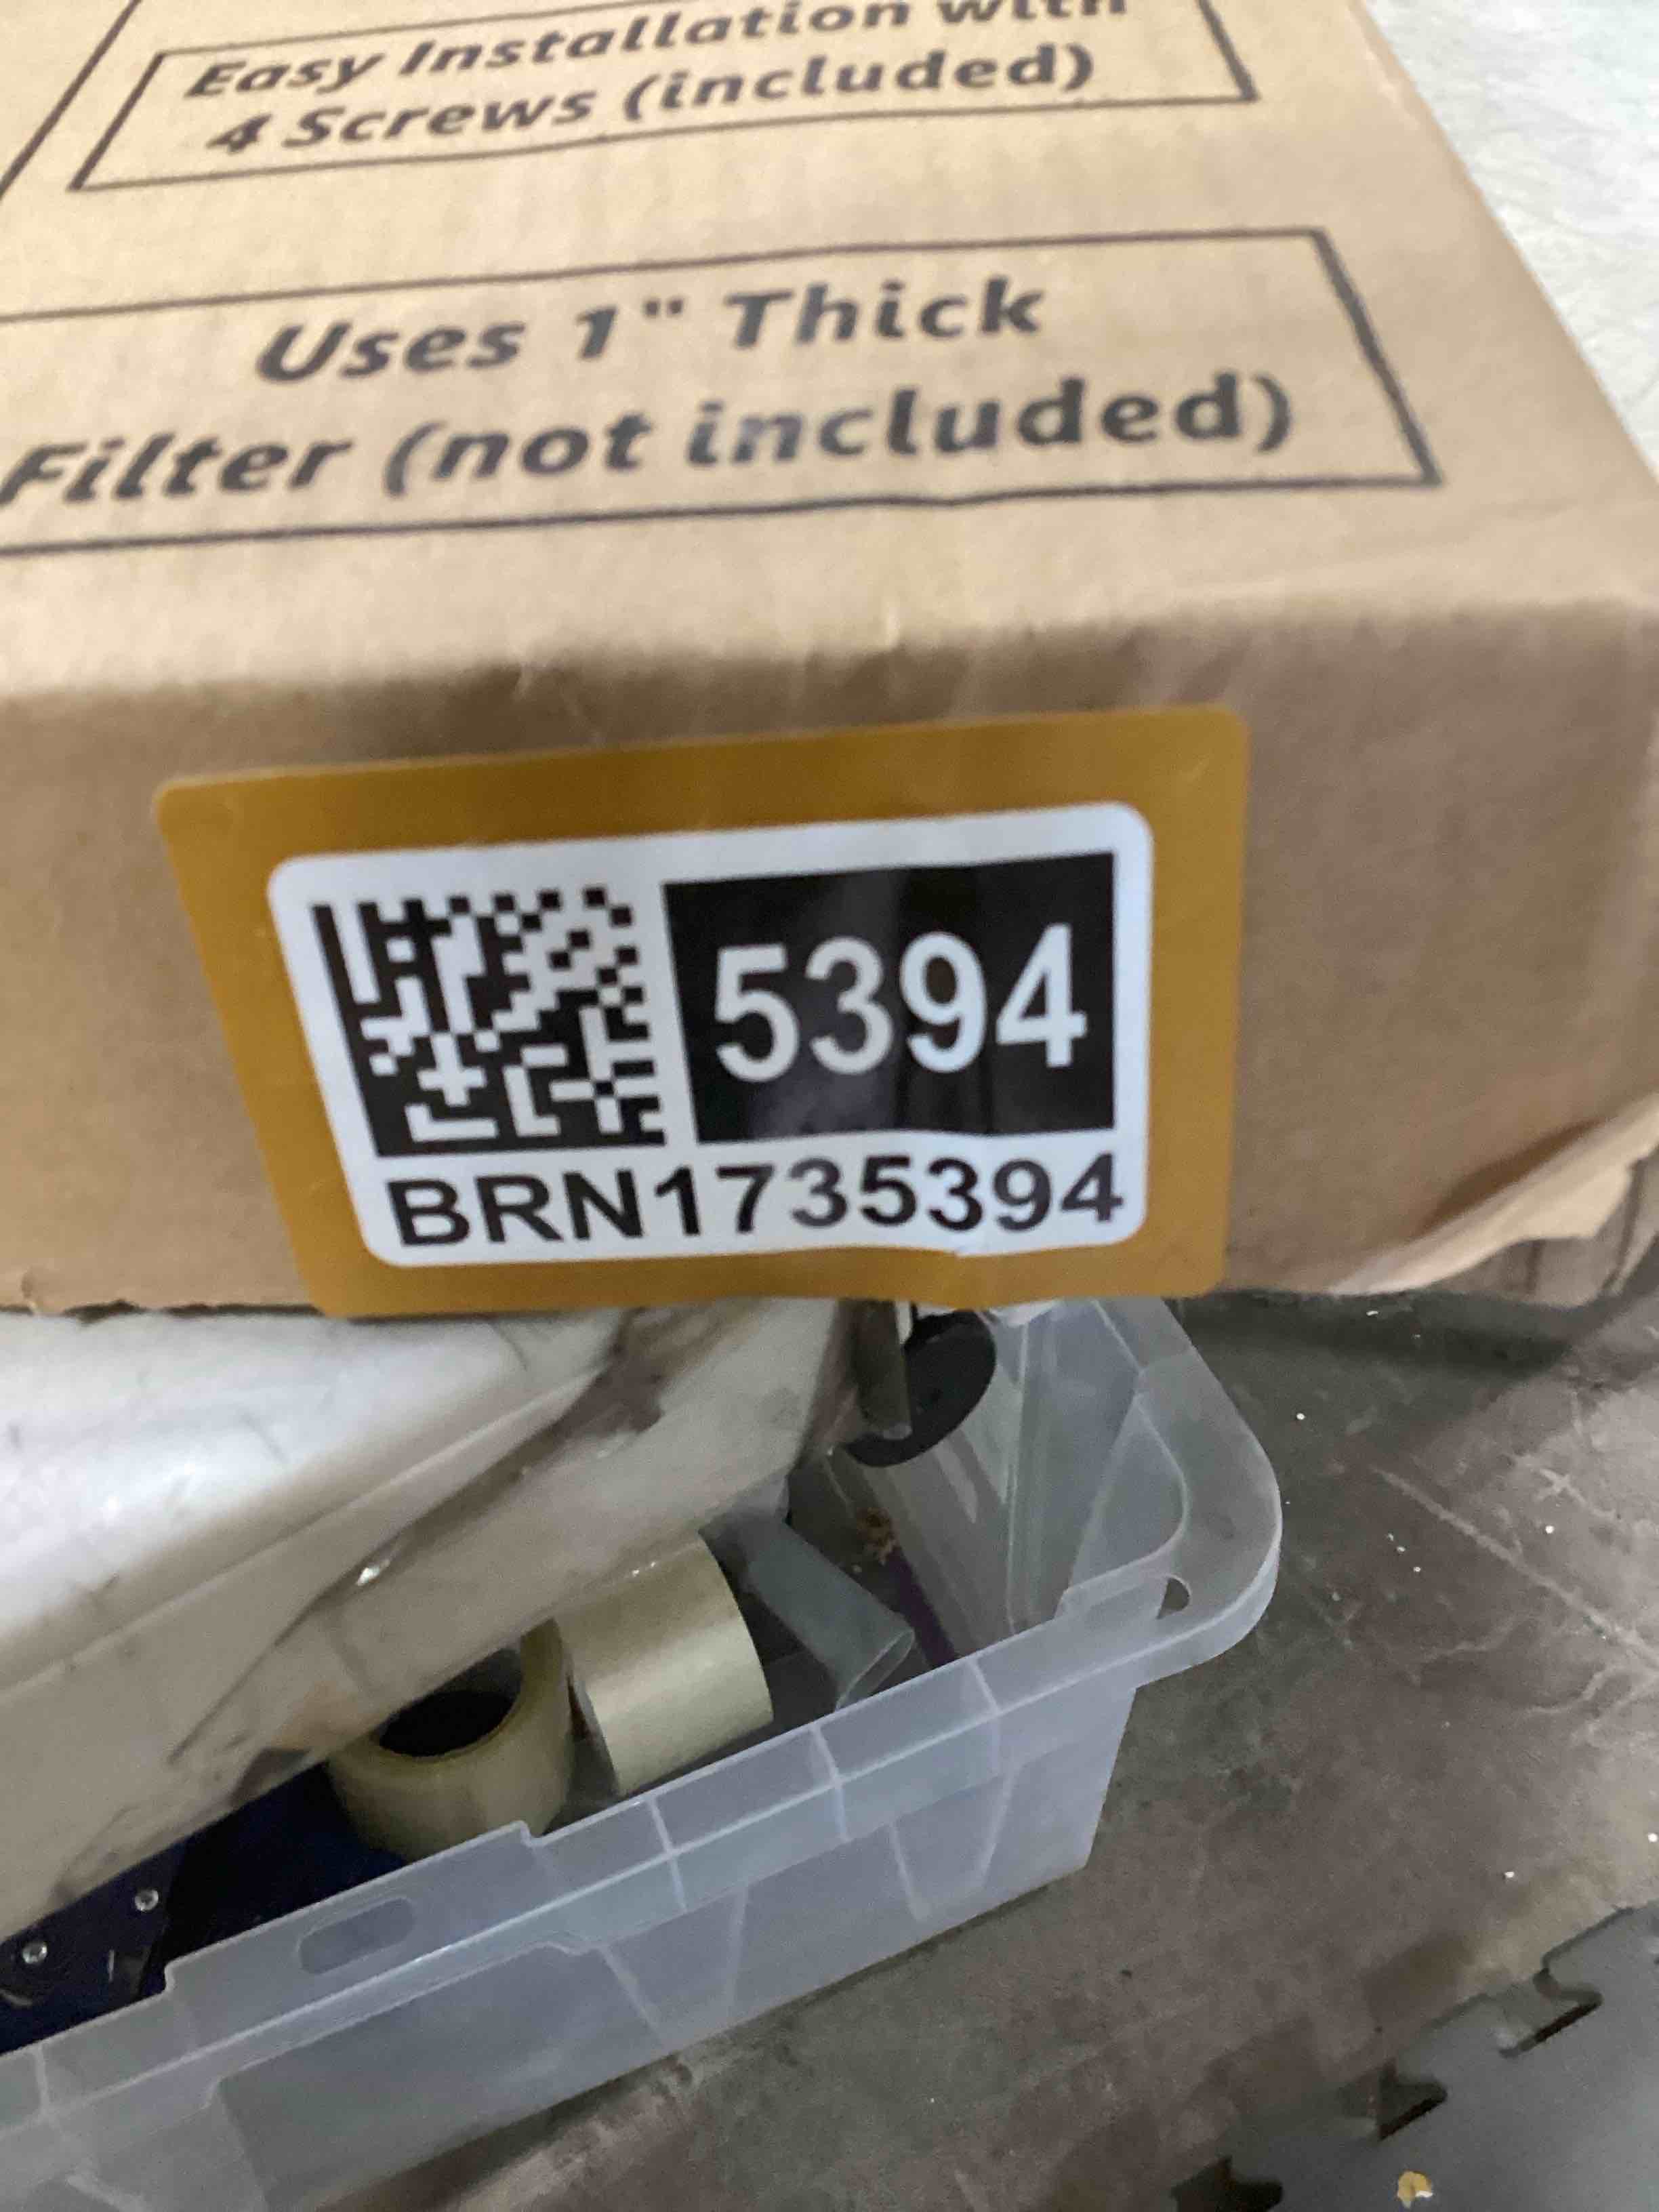 Easy Installation with
4 Screws (included)
Uses 1" Thick
Filter (not included)
5394
BRN1735394